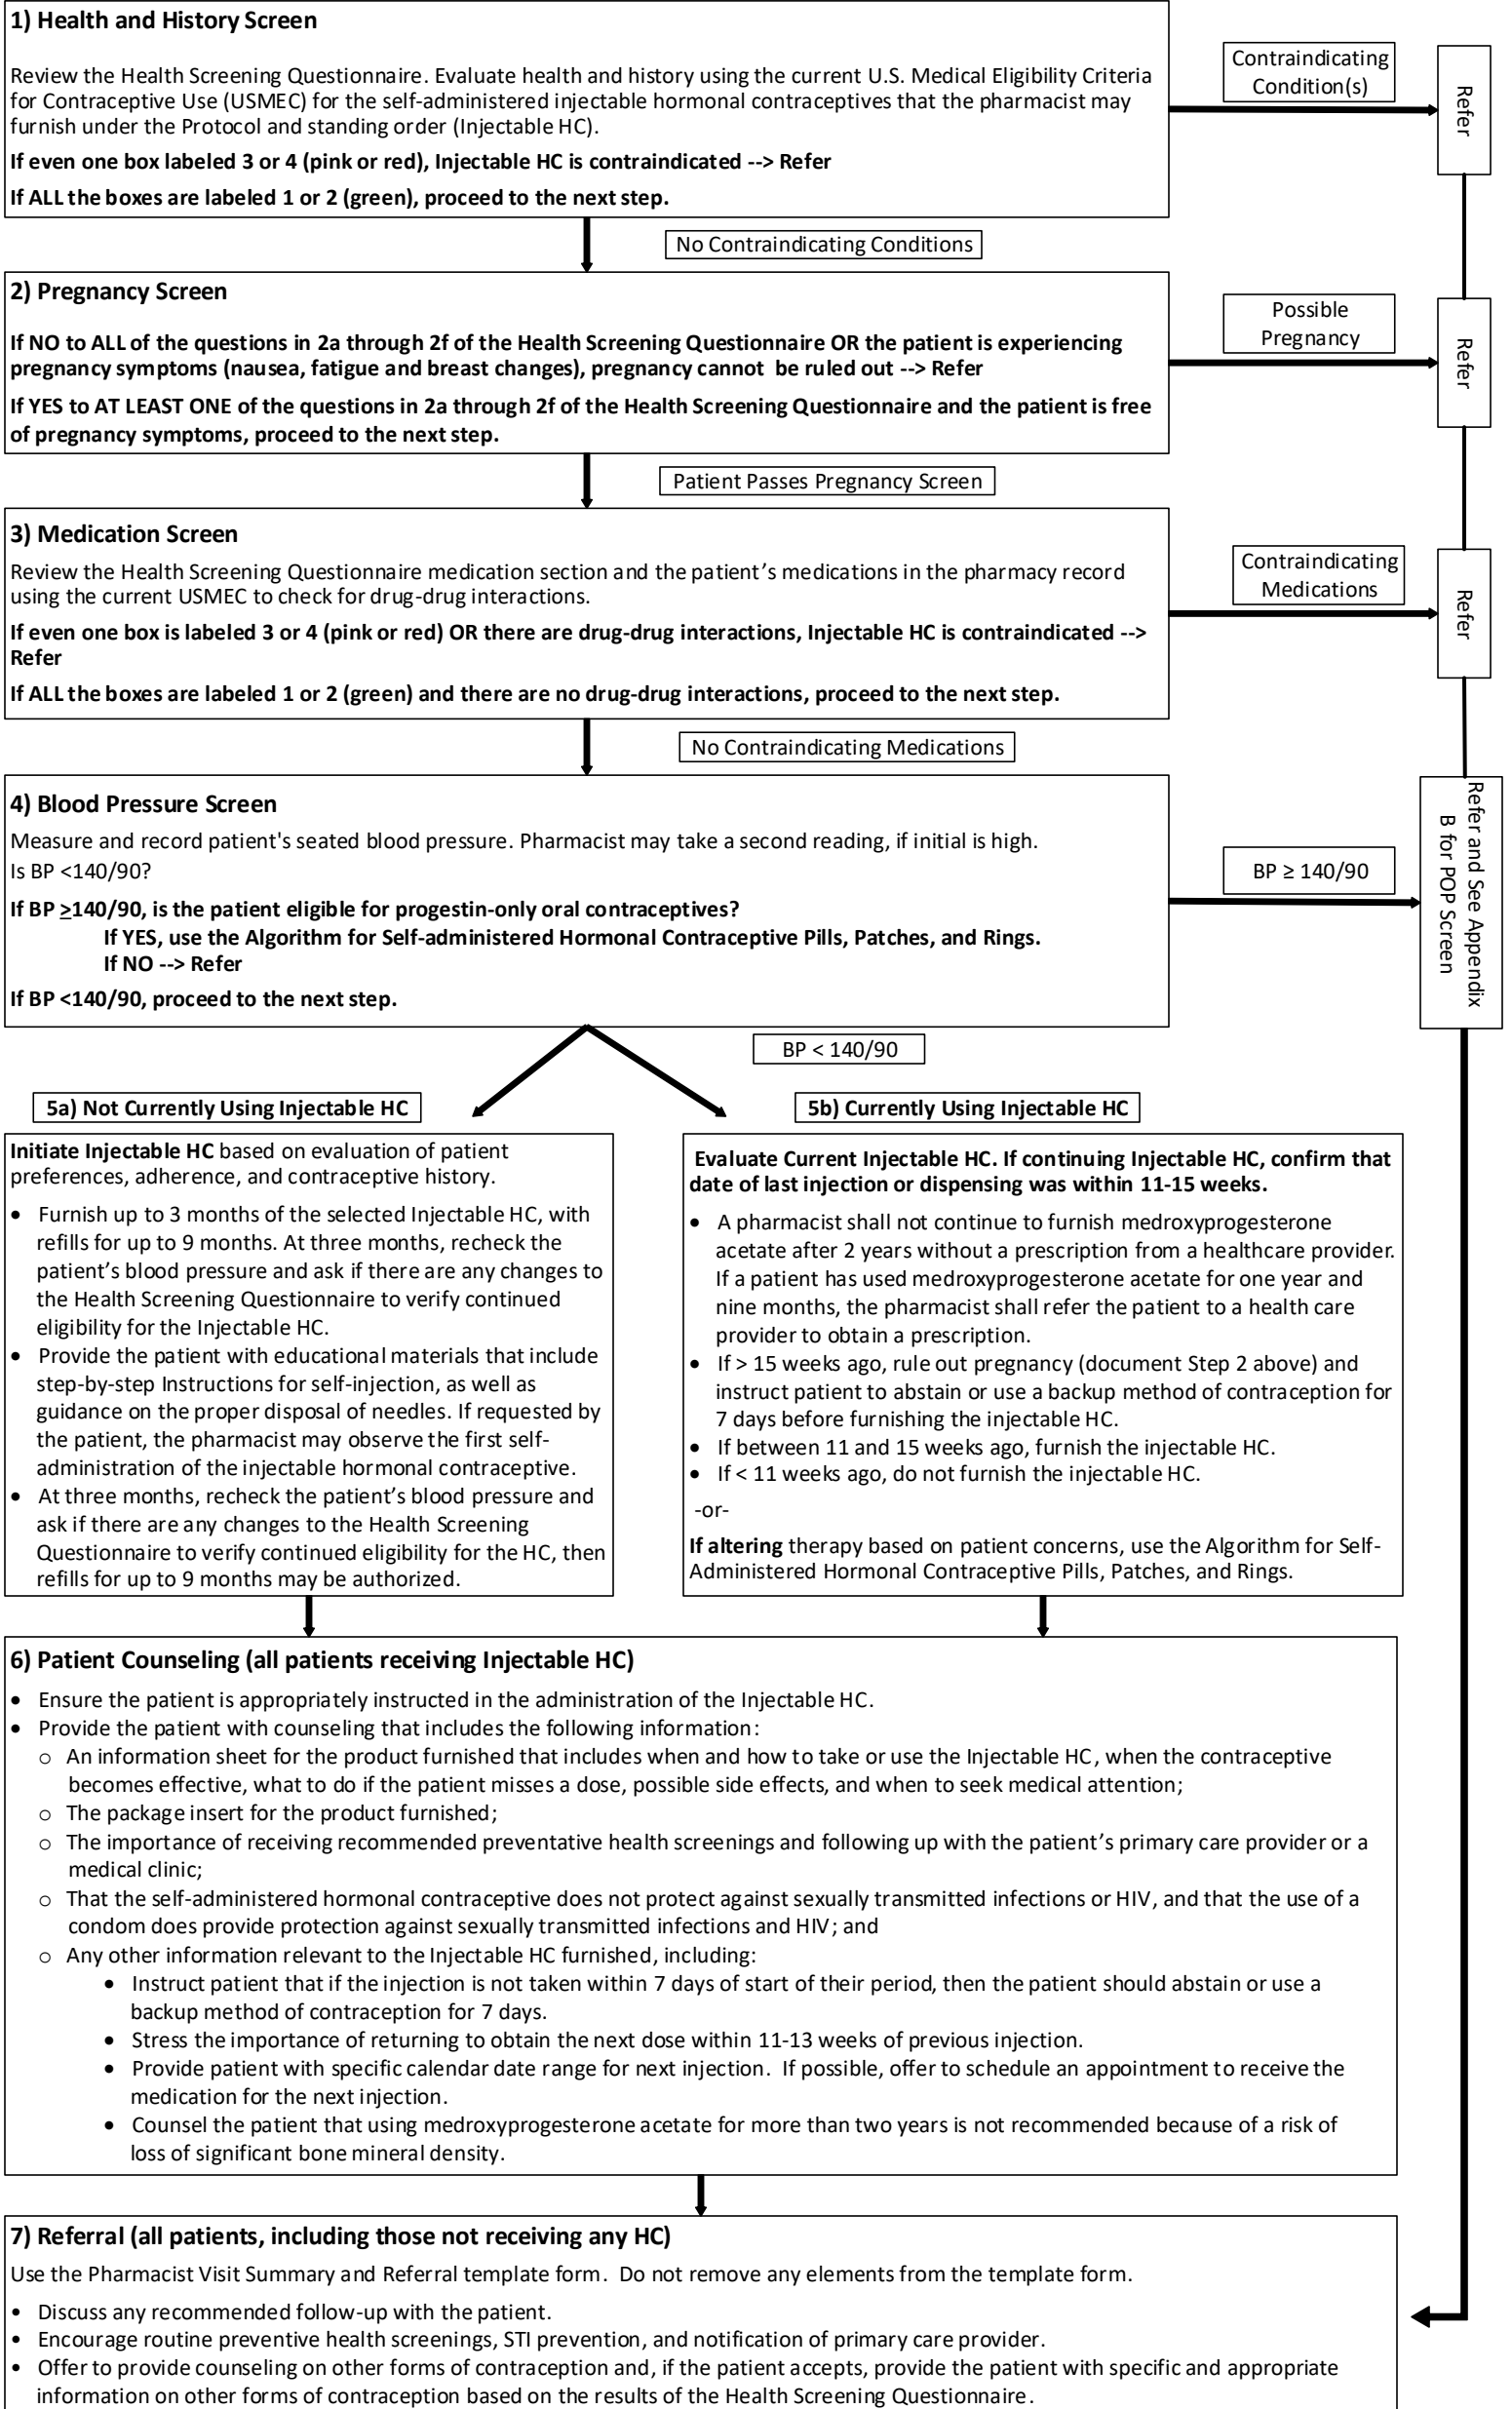 1) Health and History Screen
Review the Health Screening Questionnaire. Evaluate health and history using the current U.S. Medical Eligibility Criteria
for Contraceptive Use (USMEC) for the self-administered injectable hormonal contraceptives that the pharmacist may
furnish under the Protocol and standing order (Injectable HC).
If even one box labeled 3 or 4 (pink or red), Injectable HC is contraindicated --> Refer
If ALL the boxes are labeled 1 or 2 (green), proceed to the next step.
Contraindicating
Condition(s)
Refer
No Contraindicating Conditions
2) Pregnancy Screen
If NO to ALL of the questions in 2a through 2f of the Health Screening Questionnaire OR the patient is experiencing
pregnancy symptoms (nausea, fatigue and breast changes), pregnancy cannot be ruled out --> Refer
If YES to AT LEAST ONE of the questions in 2a through 2f of the Health Screening Questionnaire and the patient is free
of pregnancy symptoms, proceed to the next step.
Possible
Pregnancy
Refer
Patient Passes Pregnancy Screen
3) Medication Screen
Review the Health Screening Questionnaire medication section and the patient's medications in the pharmacy record
using the current USMEC to check for drug-drug interactions.
If even one box is labeled 3 or 4 (pink or red) OR there are drug-drug interactions, Injectable HC is contraindicated -->
Refer
If ALL the boxes are labeled 1 or 2 (green) and there are no drug-drug interactions, proceed to the next step.
Contraindicating
Medications
Refer
No Contraindicating Medications
4) Blood Pressure Screen
Measure and record patient's seated blood pressure. Pharmacist may take a second reading, if initial is high.
Is BP <140/90?
If BP ≥140/90, is the patient eligible for progestin-only oral contraceptives?
If YES, use the Algorithm for Self-administered Hormonal Contraceptive Pills, Patches, and Rings.
If NO --> Refer
If BP <140/90, proceed to the next step.
BP ≥ 140/90
Refer and See Appendix
B for POP Screen
BP < 140/90
5a) Not Currently Using Injectable HC
Initiate Injectable HC based on evaluation of patient
preferences, adherence, and contraceptive history.
• Furnish up to 3 months of the selected Injectable HC, with
refills for up to 9 months. At three months, recheck the
patient's blood pressure and ask if there are any changes to
the Health Screening Questionnaire to verify continued
eligibility for the Injectable HC.
• Provide the patient with educational materials that include
step-by-step Instructions for self-injection, as well as
guidance on the proper disposal of needles. If requested by
the patient, the pharmacist may observe the first self-
administration of the injectable hormonal contraceptive.
• At three months, recheck the patient's blood pressure and
ask if there are any changes to the Health Screening
Questionnaire to verify continued eligibility for the HC, then
refills for up to 9 months may be authorized.
5b) Currently Using Injectable HC
Evaluate Current Injectable HC. If continuing Injectable HC, confirm that
date of last injection or dispensing was within 11-15 weeks.
• A pharmacist shall not continue to furnish medroxyprogesterone
acetate after 2 years without a prescription from a healthcare provider.
If a patient has used medroxyprogesterone acetate for one year and
nine months, the pharmacist shall refer the patient to a health care
provider to obtain a prescription.
• If > 15 weeks ago, rule out pregnancy (document Step 2 above) and
instruct patient to abstain or use a backup method of contraception for
7 days before furnishing the injectable HC.
• If between 11 and 15 weeks ago, furnish the injectable HC.
• If < 11 weeks ago, do not furnish the injectable HC.
-or-
If altering therapy based on patient concerns, use the Algorithm for Self-
Administered Hormonal Contraceptive Pills, Patches, and Rings.
6) Patient Counseling (all patients receiving Injectable HC)
• Ensure the patient is appropriately instructed in the administration of the Injectable HC.
• Provide the patient with counseling that includes the following information:
o An information sheet for the product furnished that includes when and how to take or use the Injectable HC, when the contraceptive
becomes effective, what to do if the patient misses a dose, possible side effects, and when to seek medical attention;
o The package insert for the product furnished;
o The importance of receiving recommended preventative health screenings and following up with the patient's primary care provider or a
medical clinic;
o That the self-administered hormonal contraceptive does not protect against sexually transmitted infections or HIV, and that the use of a
condom does provide protection against sexually transmitted infections and HIV; and
o Any other information relevant to the Injectable HC furnished, including:
• Instruct patient that if the injection is not taken within 7 days of start of their period, then the patient should abstain or use a
backup method of contraception for 7 days.
• Stress the importance of returning to obtain the next dose within 11-13 weeks of previous injection.
• Provide patient with specific calendar date range for next injection. If possible, offer to schedule an appointment to receive the
medication for the next injection.
• Counsel the patient that using medroxyprogesterone acetate for more than two years is not recommended because of a risk of
loss of significant bone mineral density.
7) Referral (all patients, including those not receiving any HC)
Use the Pharmacist Visit Summary and Referral template form. Do not remove any elements from the template form.
• Discuss any recommended follow-up with the patient.
• Encourage routine preventive health screenings, STI prevention, and notification of primary care provider.
• Offer to provide counseling on other forms of contraception and, if the patient accepts, provide the patient with specific and appropriate
information on other forms of contraception based on the results of the Health Screening Questionnaire.